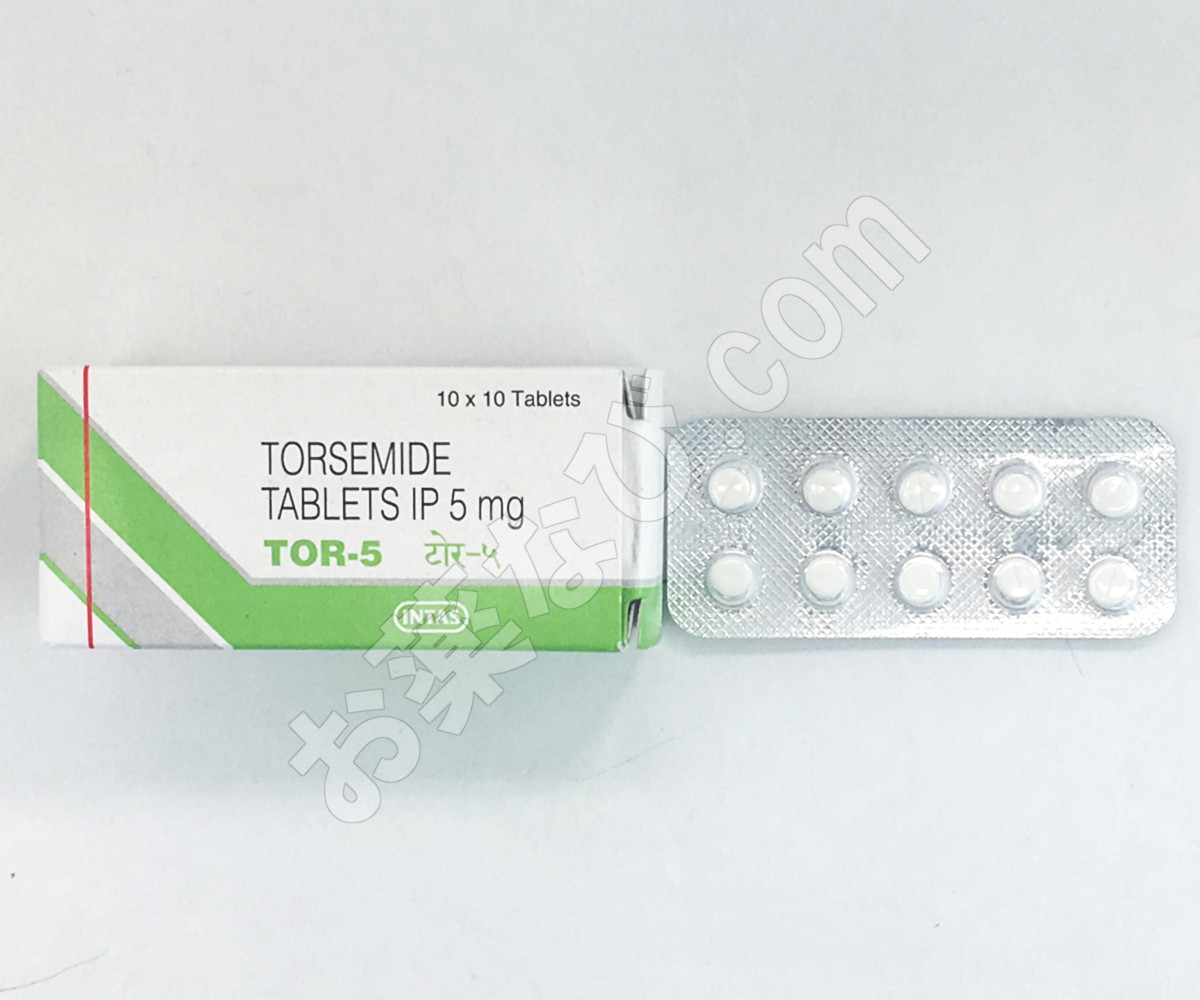 10 x 10 Tablets
TORSEMIDE
TABLETS IP 5 mg
TOR-5 टोर-५
INTAS
お薬なび.com